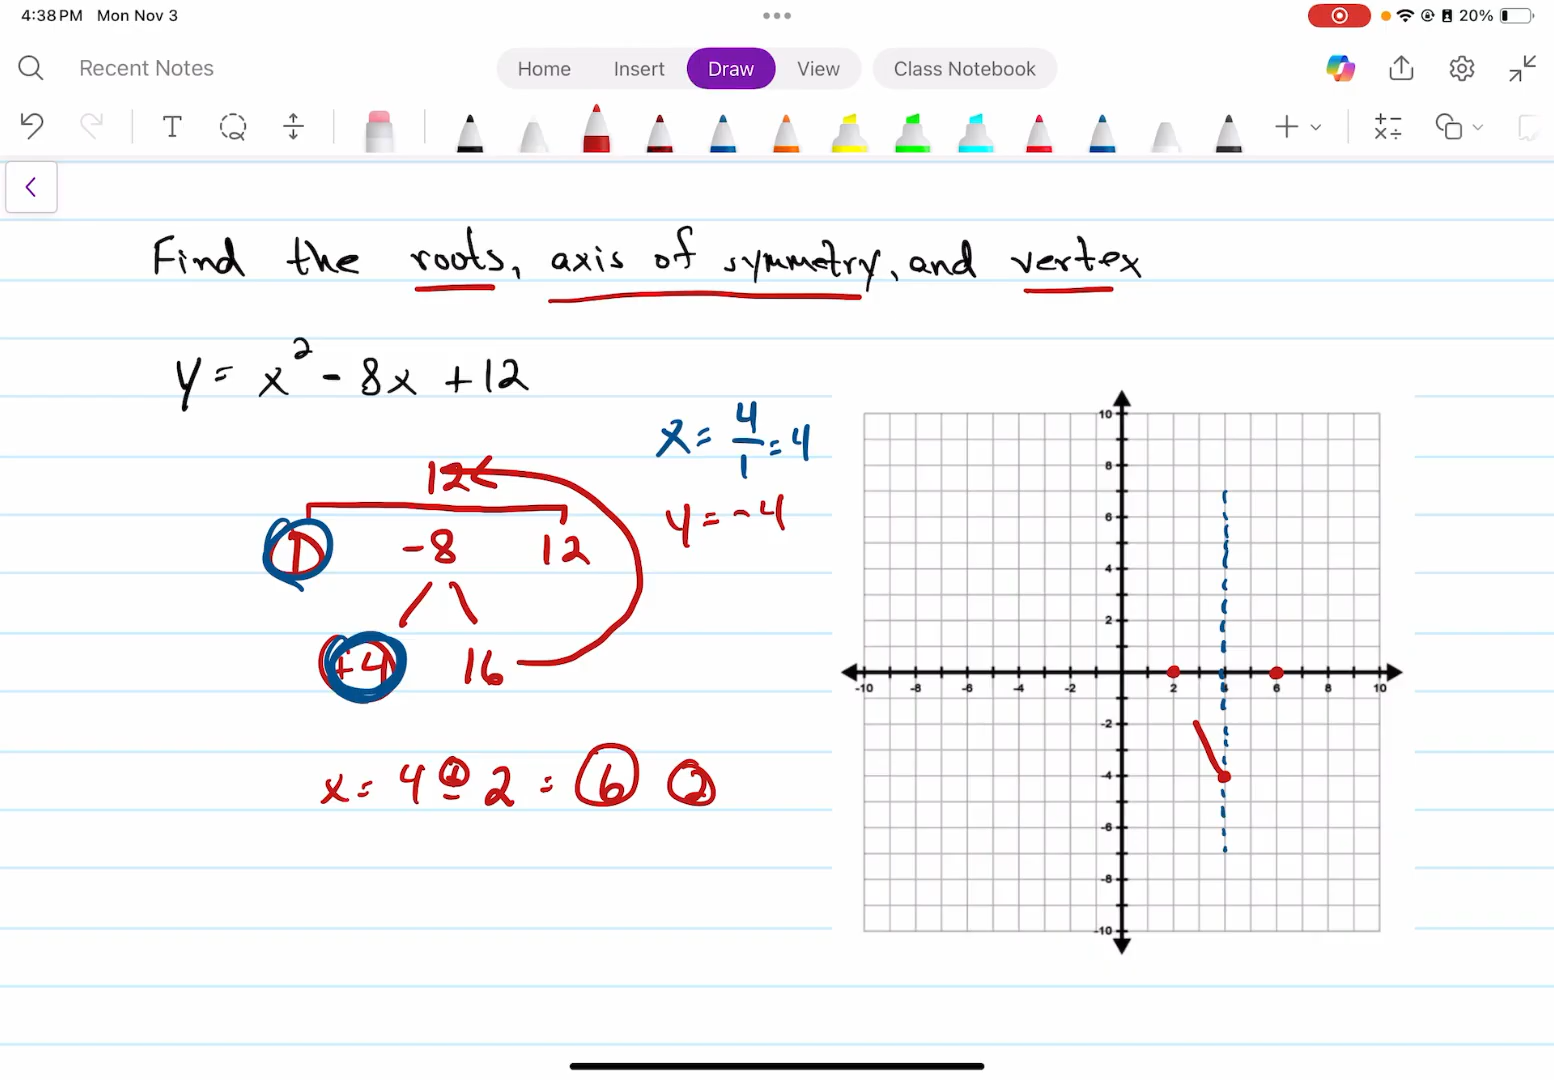 4:38 PM Mon Nov 3
20%
Recent Notes
Home Insert Draw View Class Notebook
T
Find the roots, axis of symmetry, and vertex
y = x² - 8x + 12
x = 4/1 = 4
y = -4
12
1 -8 12
+4 16
x = 4 ± 2 = 6 2
10
8
6
4
2
-10 -8 -6 -4 -2 2 4 6 8 10
-2
-4
-6
-8
-10